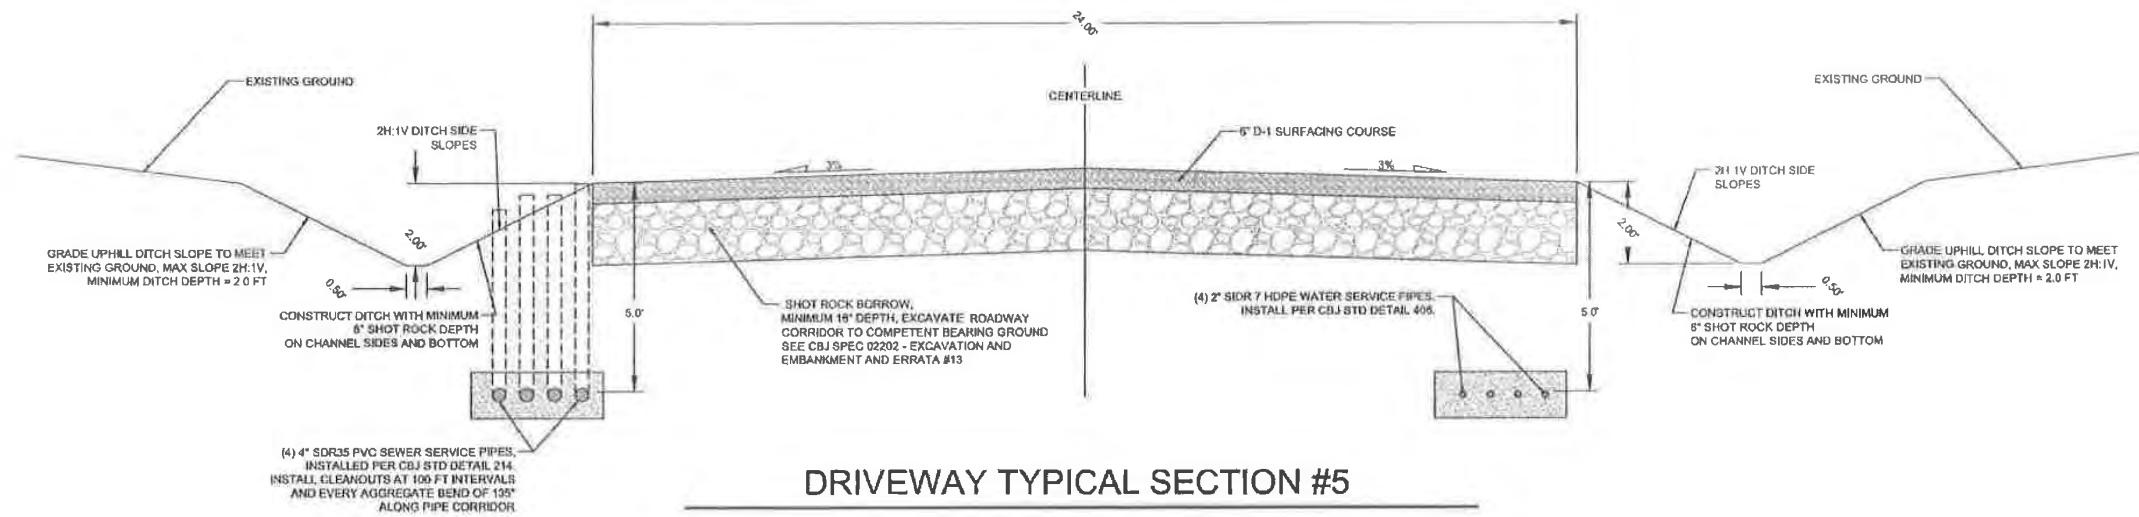 24.00'
EXISTING GROUND
EXISTING GROUND
CENTERLINE
2H:1V DITCH SIDE
SLOPES
6" D-1 SURFACING COURSE
3%
3%
2H:1V DITCH SIDE
SLOPES
2.00'
2.00'
GRADE UPHILL DITCH SLOPE TO MEET
EXISTING GROUND, MAX SLOPE 2H:1V,
MINIMUM DITCH DEPTH = 2.0 FT
GRADE UPHILL DITCH SLOPE TO MEET
EXISTING GROUND, MAX SLOPE 2H:1V,
MINIMUM DITCH DEPTH = 2.0 FT
0.50'
0.50'
CONSTRUCT DITCH WITH MINIMUM
6" SHOT ROCK DEPTH
ON CHANNEL SIDES AND BOTTOM
5.0'
SHOT ROCK BORROW,
MINIMUM 18" DEPTH, EXCAVATE ROADWAY
CORRIDOR TO COMPETENT BEARING GROUND
SEE CBJ SPEC 02202 - EXCAVATION AND
EMBANKMENT AND ERRATA #13
(4) 2" SIDR 7 HDPE WATER SERVICE PIPES,
INSTALL PER CBJ STD DETAIL 406.
5.0'
CONSTRUCT DITCH WITH MINIMUM
6" SHOT ROCK DEPTH
ON CHANNEL SIDES AND BOTTOM
(4) 4" SDR35 PVC SEWER SERVICE PIPES,
INSTALLED PER CBJ STD DETAIL 214.
INSTALL CLEANOUTS AT 100 FT INTERVALS
AND EVERY AGGREGATE BEND OF 135°
ALONG PIPE CORRIDOR
DRIVEWAY TYPICAL SECTION #5